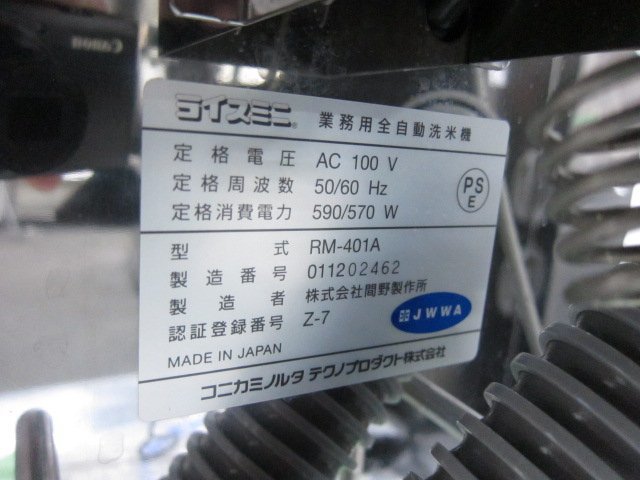 Canon
ライスミニ® 業務用全自動洗米機
定格電圧 AC 100 V
定格周波数 50/60 Hz
定格消費電力 590/570 W
PS E
型式 RM-401A
製造番号 011202462
製造者 株式会社間野製作所
認証登録番号 Z-7
JWWA
MADE IN JAPAN
コニカミノルタ テクノプロダクト株式会社